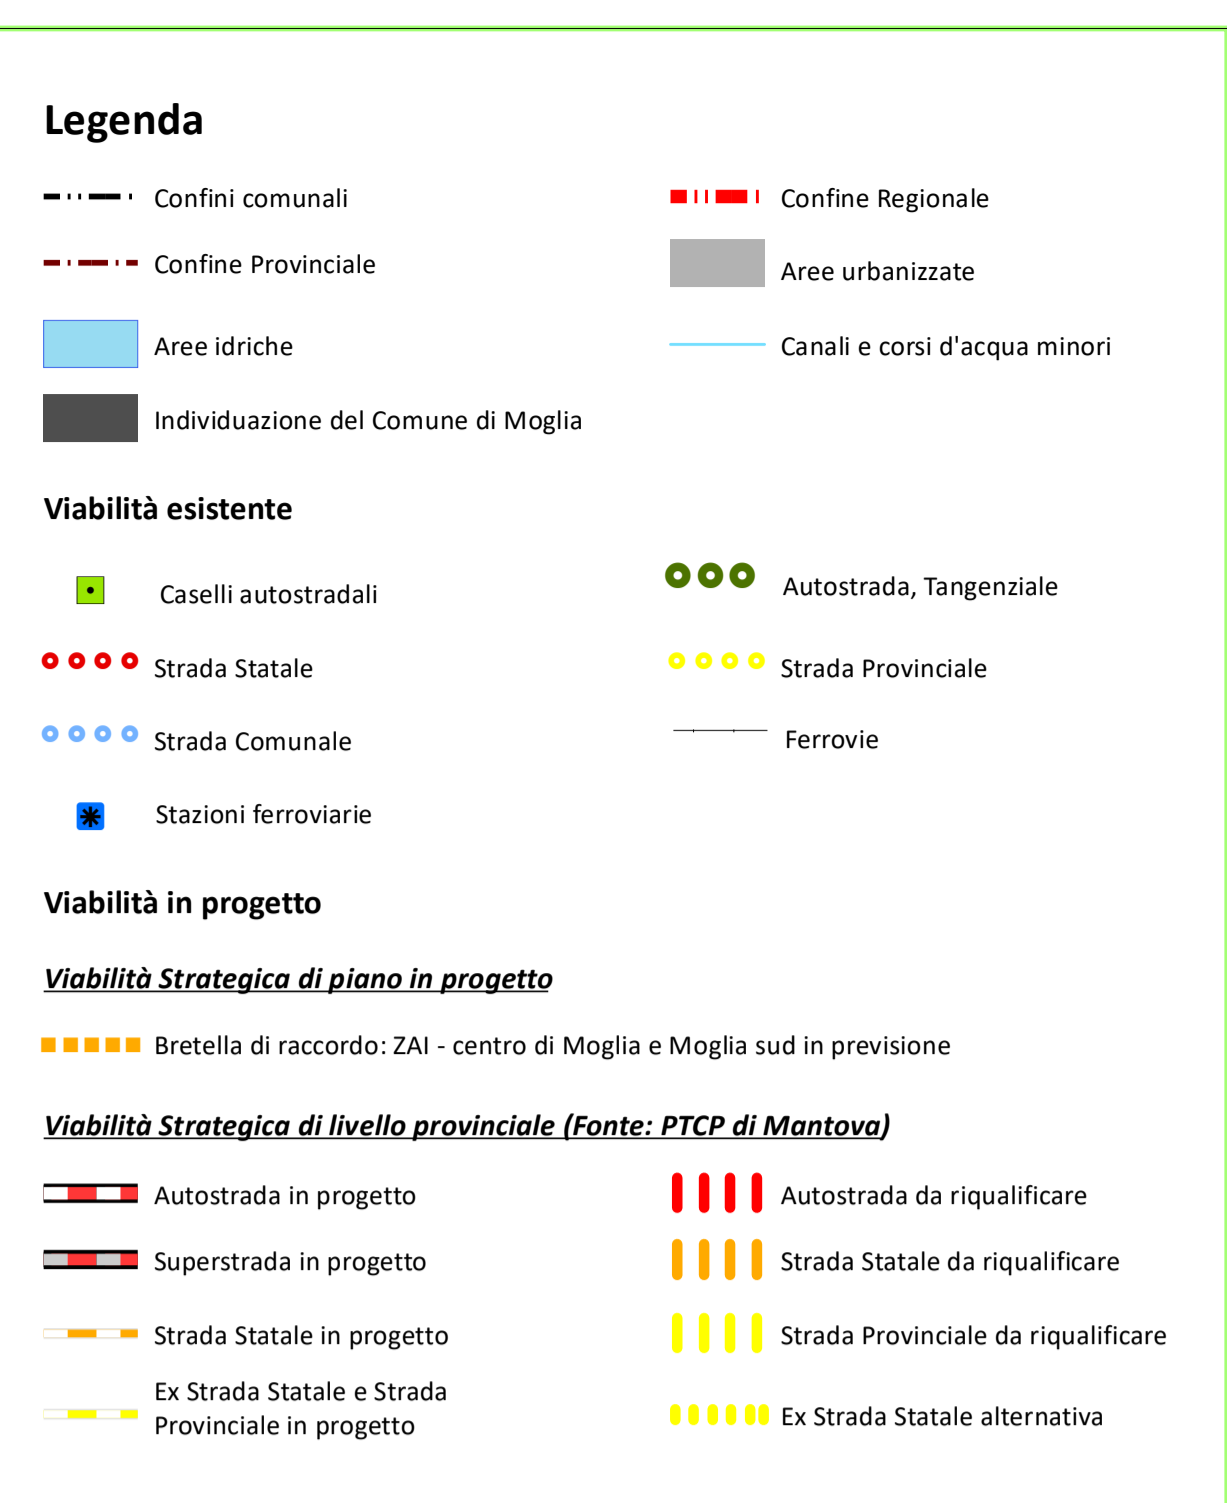 Legenda
Confini comunali
Confine Regionale
Confine Provinciale
Aree urbanizzate
Aree idriche
Canali e corsi d'acqua minori
Individuazione del Comune di Moglia
Viabilità esistente
Caselli autostradali
Autostrada, Tangenziale
Strada Statale
Strada Provinciale
Strada Comunale
Ferrovie
Stazioni ferroviarie
Viabilità in progetto
Viabilità Strategica di piano in progetto
Bretella di raccordo: ZAI - centro di Moglia e Moglia sud in previsione
Viabilità Strategica di livello provinciale (Fonte: PTCP di Mantova)
Autostrada in progetto
Autostrada da riqualificare
Superstrada in progetto
Strada Statale da riqualificare
Strada Statale in progetto
Strada Provinciale da riqualificare
Ex Strada Statale e Strada
Provinciale in progetto
Ex Strada Statale alternativa